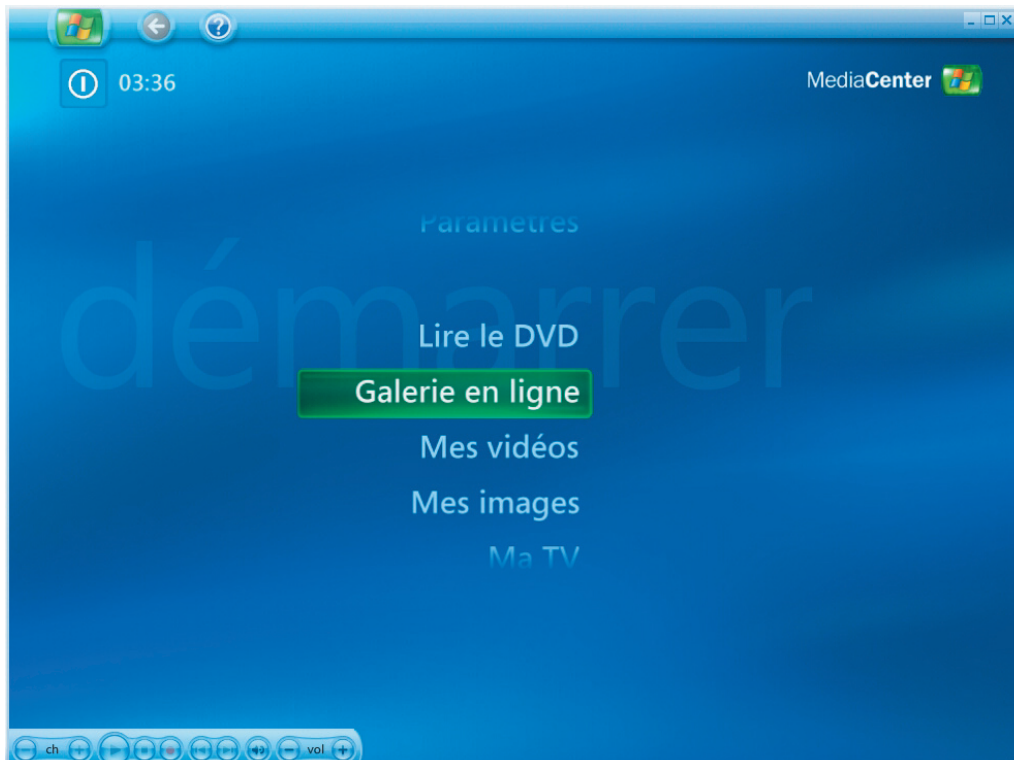 03:36
MediaCenter
Paramètres
démarrer
Lire le DVD
Galerie en ligne
Mes vidéos
Mes images
Ma TV
ch
vol